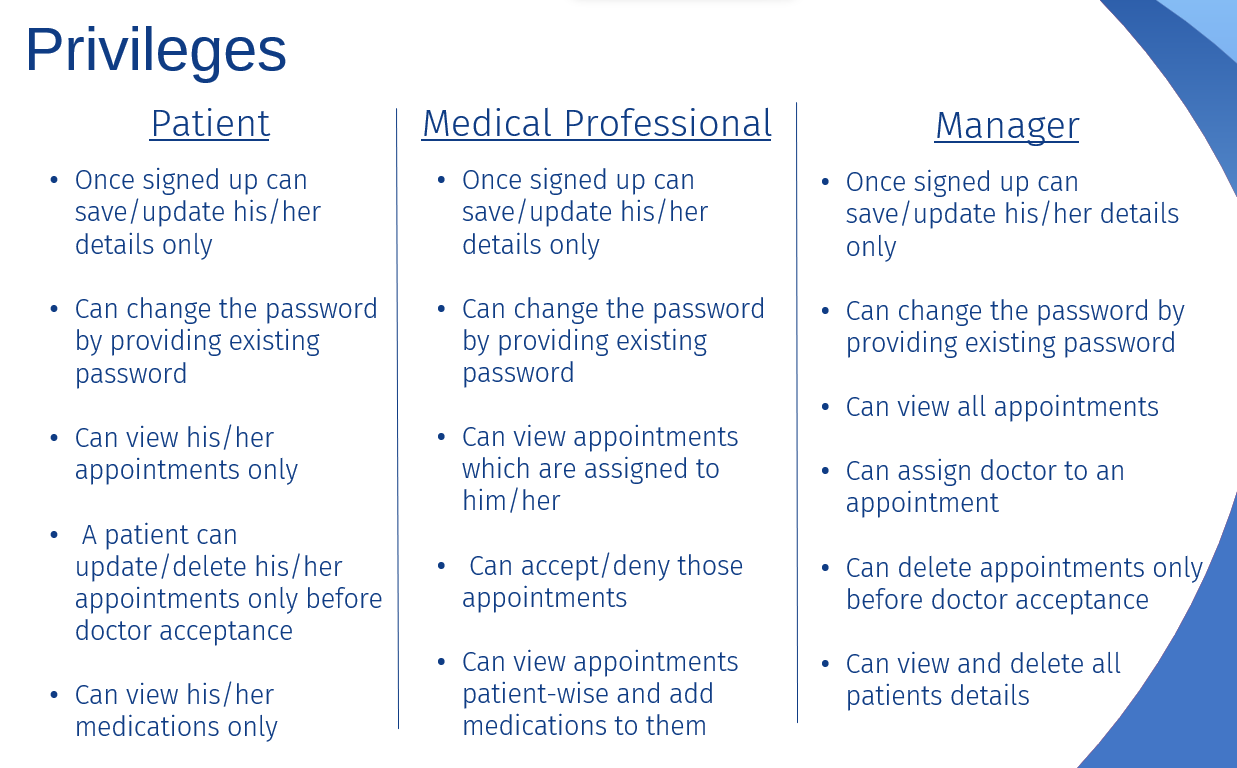 Privileges
Patient
• Once signed up can
save/update his/her
details only
• Can change the password
by providing existing
password
• Can view his/her
appointments only
• A patient can
update/delete his/her
appointments only before
doctor acceptance
• Can view his/her
medications only
Medical Professional
• Once signed up can
save/update his/her
details only
• Can change the password
by providing existing
password
• Can view appointments
which are assigned to
him/her
• Can accept/deny those
appointments
• Can view appointments
patient-wise and add
medications to them
Manager
• Once signed up can
save/update his/her details
only
• Can change the password by
providing existing password
• Can view all appointments
• Can assign doctor to an
appointment
• Can delete appointments only
before doctor acceptance
• Can view and delete all
patients details